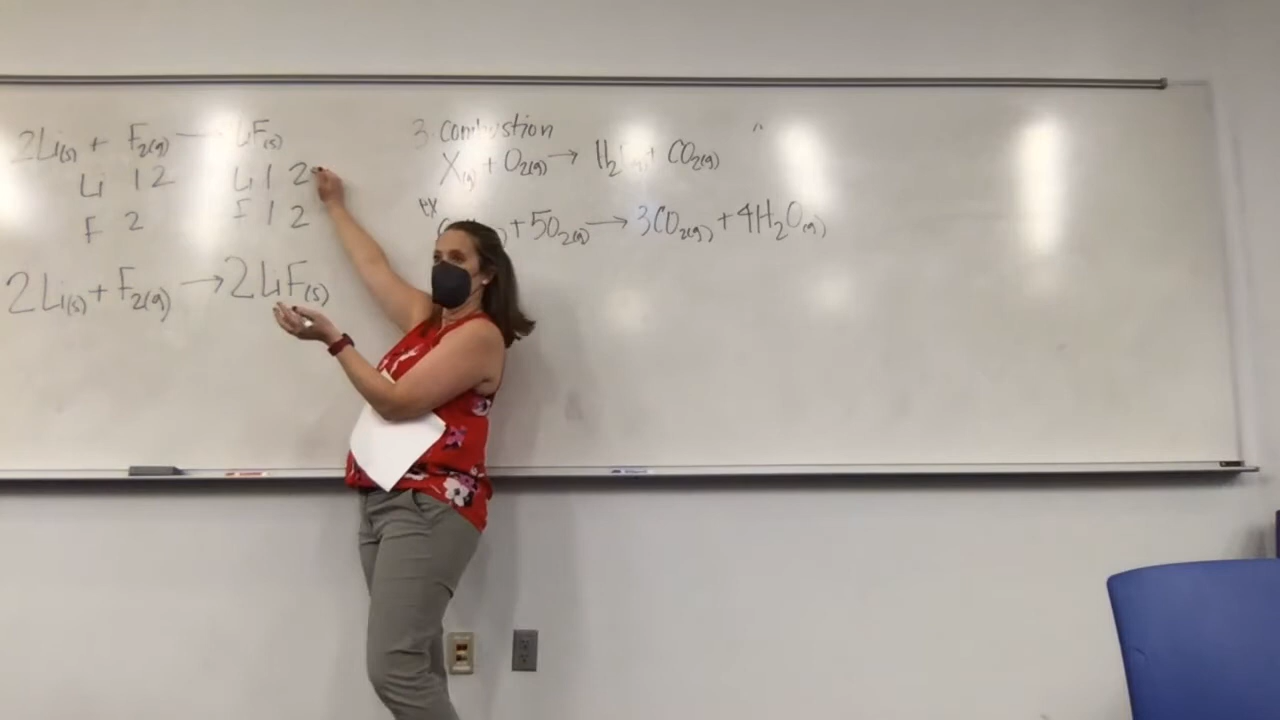 2Li(s) + F2(g) → LiF(s)
Li 1 2 Li 1 2
F 2 F 1 2
2Li(s) + F2(g) → 2LiF(s)
3. Combustion
X(g) + O2(g) → H2 + CO2(g)
ex
+ 5O2(g) → 3CO2(g) + 4H2O(g)